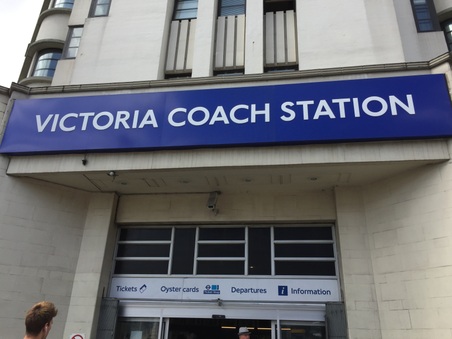 VICTORIA COACH STATION
Tickets Oyster cards Departures i Information